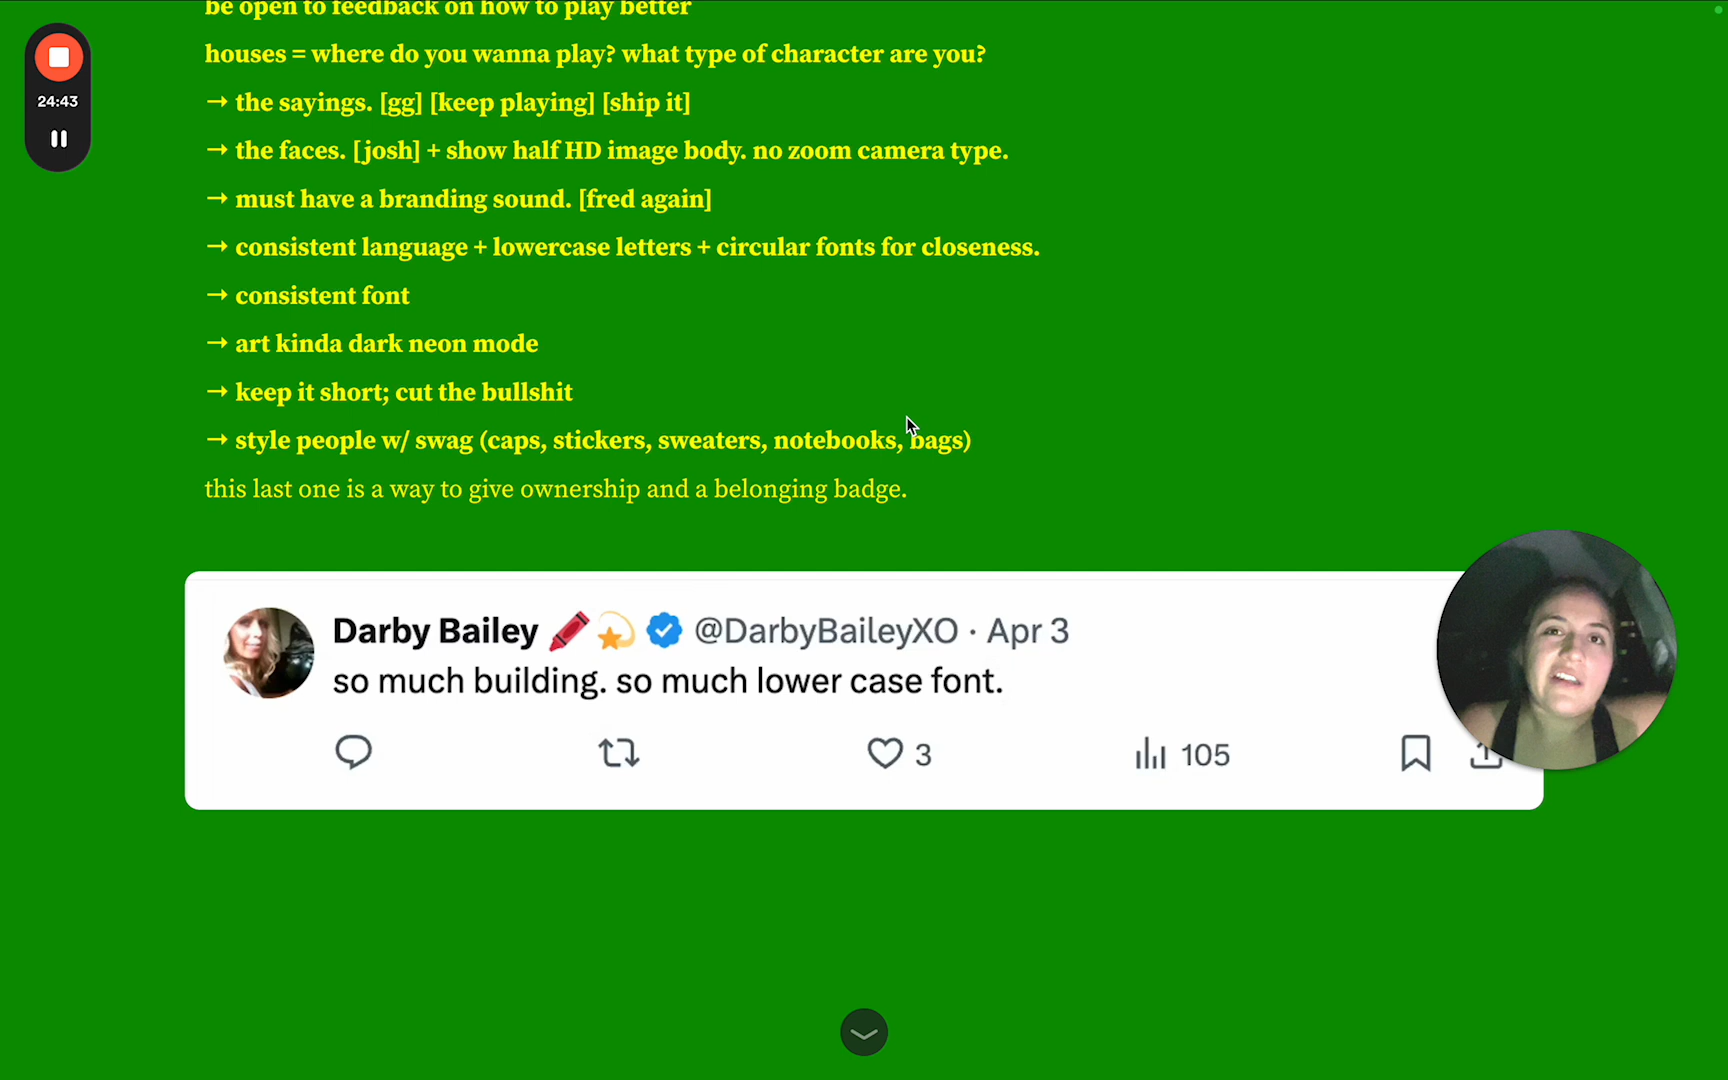 be open to feedback on how to play better
houses = where do you wanna play? what type of character are you?
24:43
→ the sayings. [gg] [keep playing] [ship it]
→ the faces. [josh] + show half HD image body. no zoom camera type.
→ must have a branding sound. [fred again]
→ consistent language + lowercase letters + circular fonts for closeness.
→ consistent font
→ art kinda dark neon mode
→ keep it short; cut the bullshit
→ style people w/ swag (caps, stickers, sweaters, notebooks, bags)
this last one is a way to give ownership and a belonging badge.
Darby Bailey 🖍️💫 @DarbyBaileyXO · Apr 3
so much building. so much lower case font.
3
105